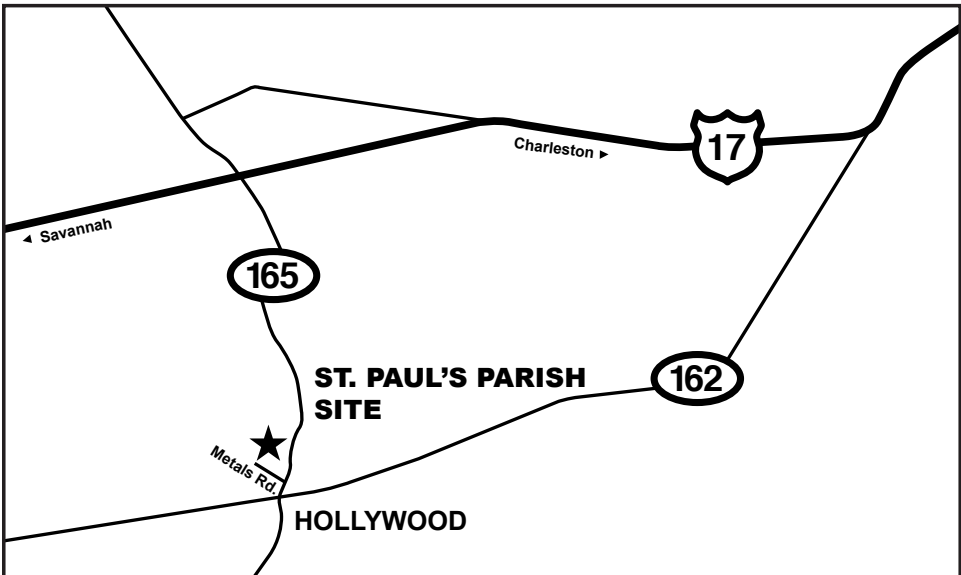 17
Charleston ►
◄ Savannah
165
ST. PAUL’S PARISH
SITE
162
Metals Rd.
HOLLYWOOD